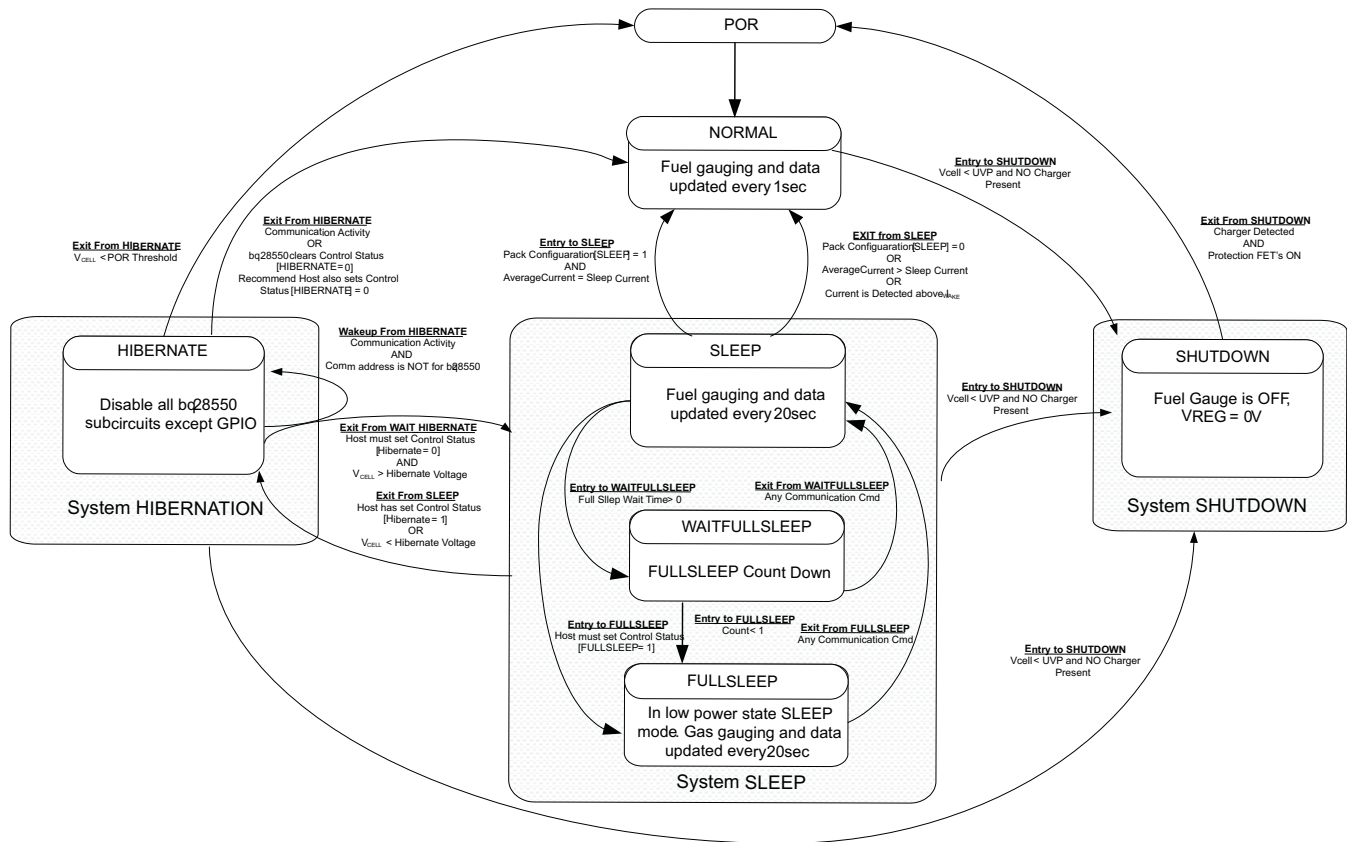 POR
NORMAL
Fuel gauging and data
updated every 1sec
Entry to SHUTDOWN
Vcell < UVP and NO Charger
Present
Exit From SHUTDOWN
Charger Detected
AND
Protection FET's ON
Exit From HIBERNATE
VCELL < POR Threshold
Exit From HIBERNATE
Communication Activity
OR
bq28550 clears Control Status
[HIBERNATE = 0]
Recommend Host also sets Control
Status [HIBERNATE] = 0
Entry to SLEEP
Pack Configuaration[SLEEP] = 1
AND
AverageCurrent = Sleep Current
EXIT from SLEEP
Pack Configuaration[SLEEP] = 0
OR
AverageCurrent > Sleep Current
OR
Current is Detected above IWAKE
HIBERNATE
Disable all bq28550
subcircuits except GPIO
System HIBERNATION
Wakeup From HIBERNATE
Communication Activity
AND
Comm address is NOT for bq28550
Exit From WAIT HIBERNATE
Host must set Control Status
[Hibernate = 0]
AND
VCELL > Hibernate Voltage
Exit From SLEEP
Host has set Control Status
[Hibernate = 1]
OR
VCELL < Hibernate Voltage
SLEEP
Fuel gauging and data
updated every 20sec
Entry to WAITFULLSLEEP
Full Sllep Wait Time > 0
Exit From WAITFULLSLEEP
Any Communication Cmd
WAITFULLSLEEP
FULLSLEEP Count Down
Entry to FULLSLEEP
Host must set Control Status
[FULLSLEEP = 1]
Entry to FULLSLEEP
Count < 1
Exit From FULLSLEEP
Any Communication Cmd
FULLSLEEP
In low power state SLEEP
mode. Gas gauging and data
updated every 20sec
System SLEEP
Entry to SHUTDOWN
Vcell < UVP and NO Charger
Present
SHUTDOWN
Fuel Gauge is OFF,
VREG = 0V
System SHUTDOWN
Entry to SHUTDOWN
Vcell < UVP and NO Charger
Present